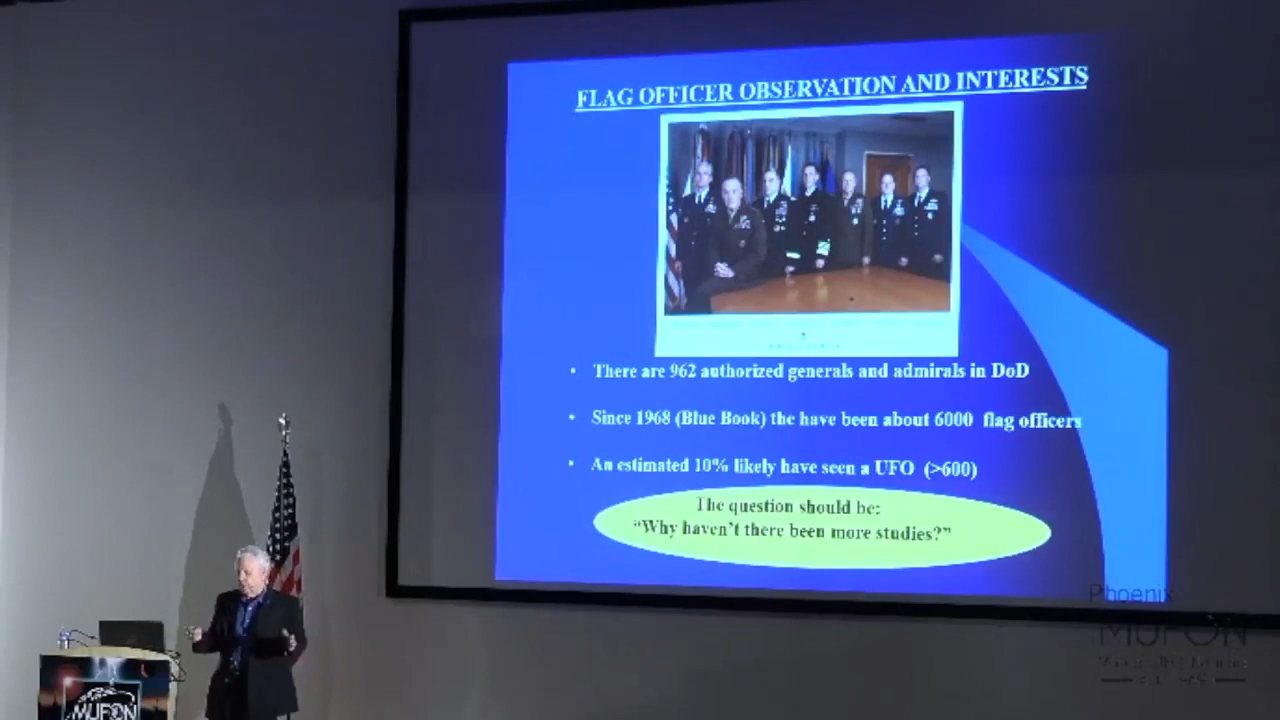 FLAG OFFICER OBSERVATION AND INTERESTS
• There are 962 authorized generals and admirals in DoD
• Since 1968 (Blue Book) the have been about 6000 flag officers
• An estimated 10% likely have seen a UFO (>600)
The question should be:
“Why haven't there been more studies?”
Phoenix
MUFON
MUFON